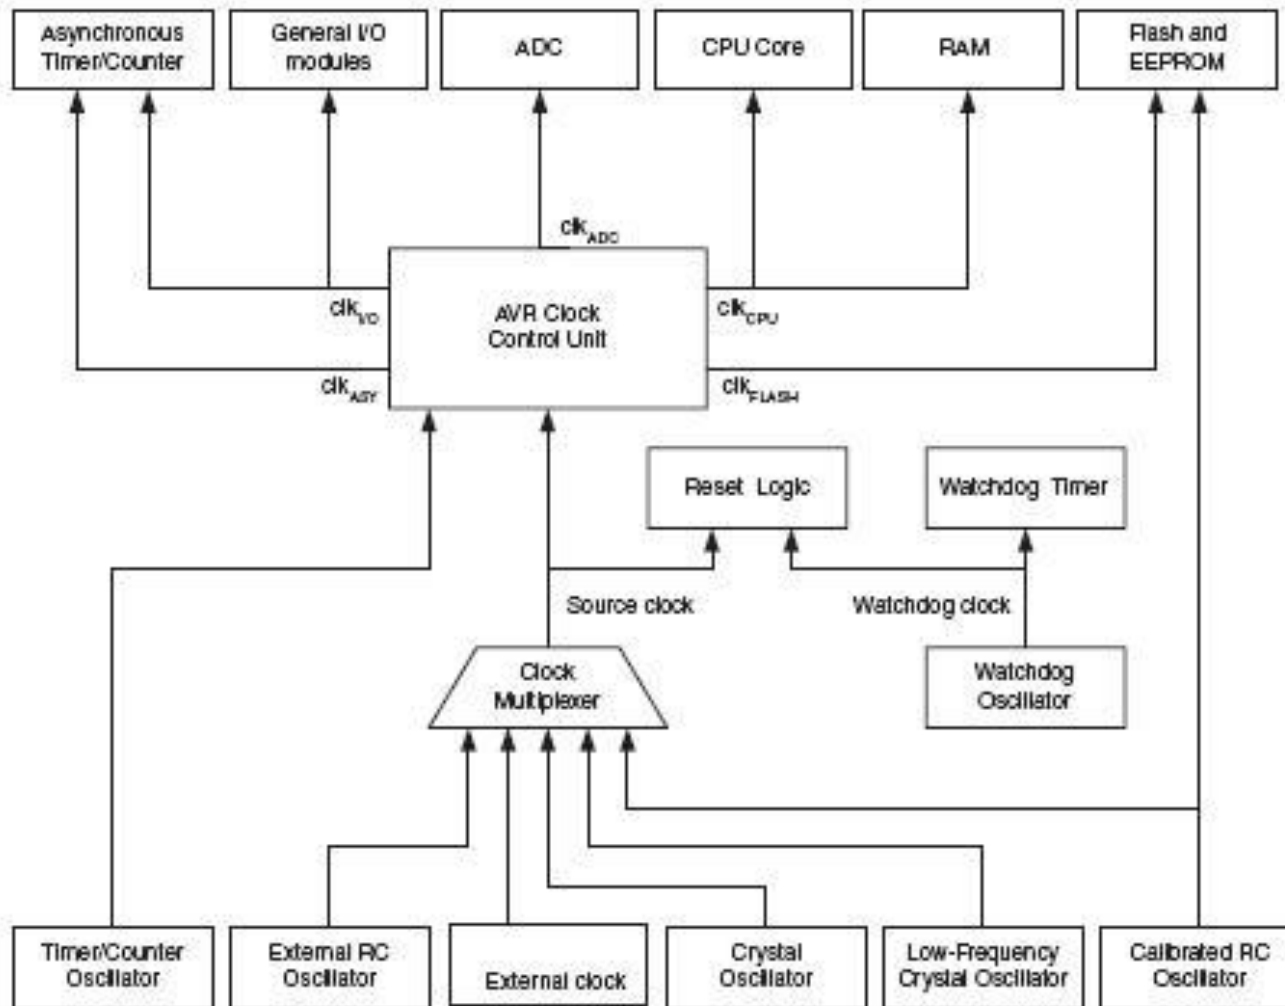 Asynchronous
Timer/Counter
General I/O
modules
ADC
CPU Core
RAM
Flash and
EEPROM
clkADC
clkI/O
AVR Clock
Control Unit
clkCPU
clkASY
clkFLASH
Reset Logic
Watchdog Timer
Source clock
Watchdog clock
Clock
Multiplexer
Watchdog
Oscillator
Timer/Counter
Oscillator
External RC
Oscillator
External clock
Crystal
Oscillator
Low-Frequency
Crystal Oscillator
Calibrated RC
Oscillator